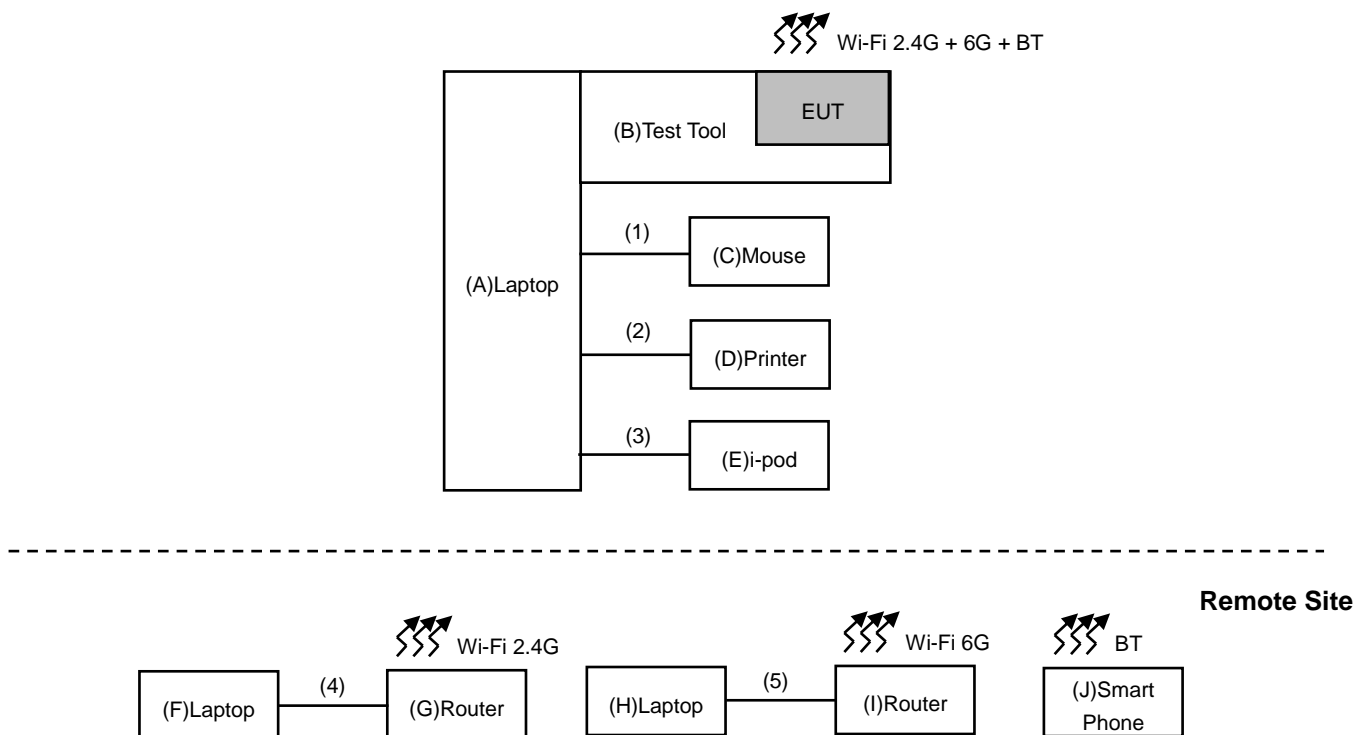 Wi-Fi 2.4G + 6G + BT
EUT
(B)Test Tool
(1)
(C)Mouse
(A)Laptop
(2)
(D)Printer
(3)
(E)i-pod
Remote Site
Wi-Fi 2.4G
Wi-Fi 6G
BT
(F)Laptop
(4)
(G)Router
(H)Laptop
(5)
(I)Router
(J)Smart
Phone